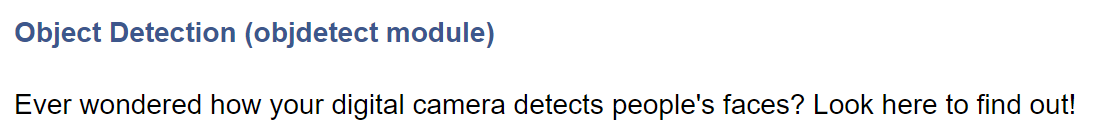 Object Detection (objdetect module)
Ever wondered how your digital camera detects people's faces? Look here to find out!